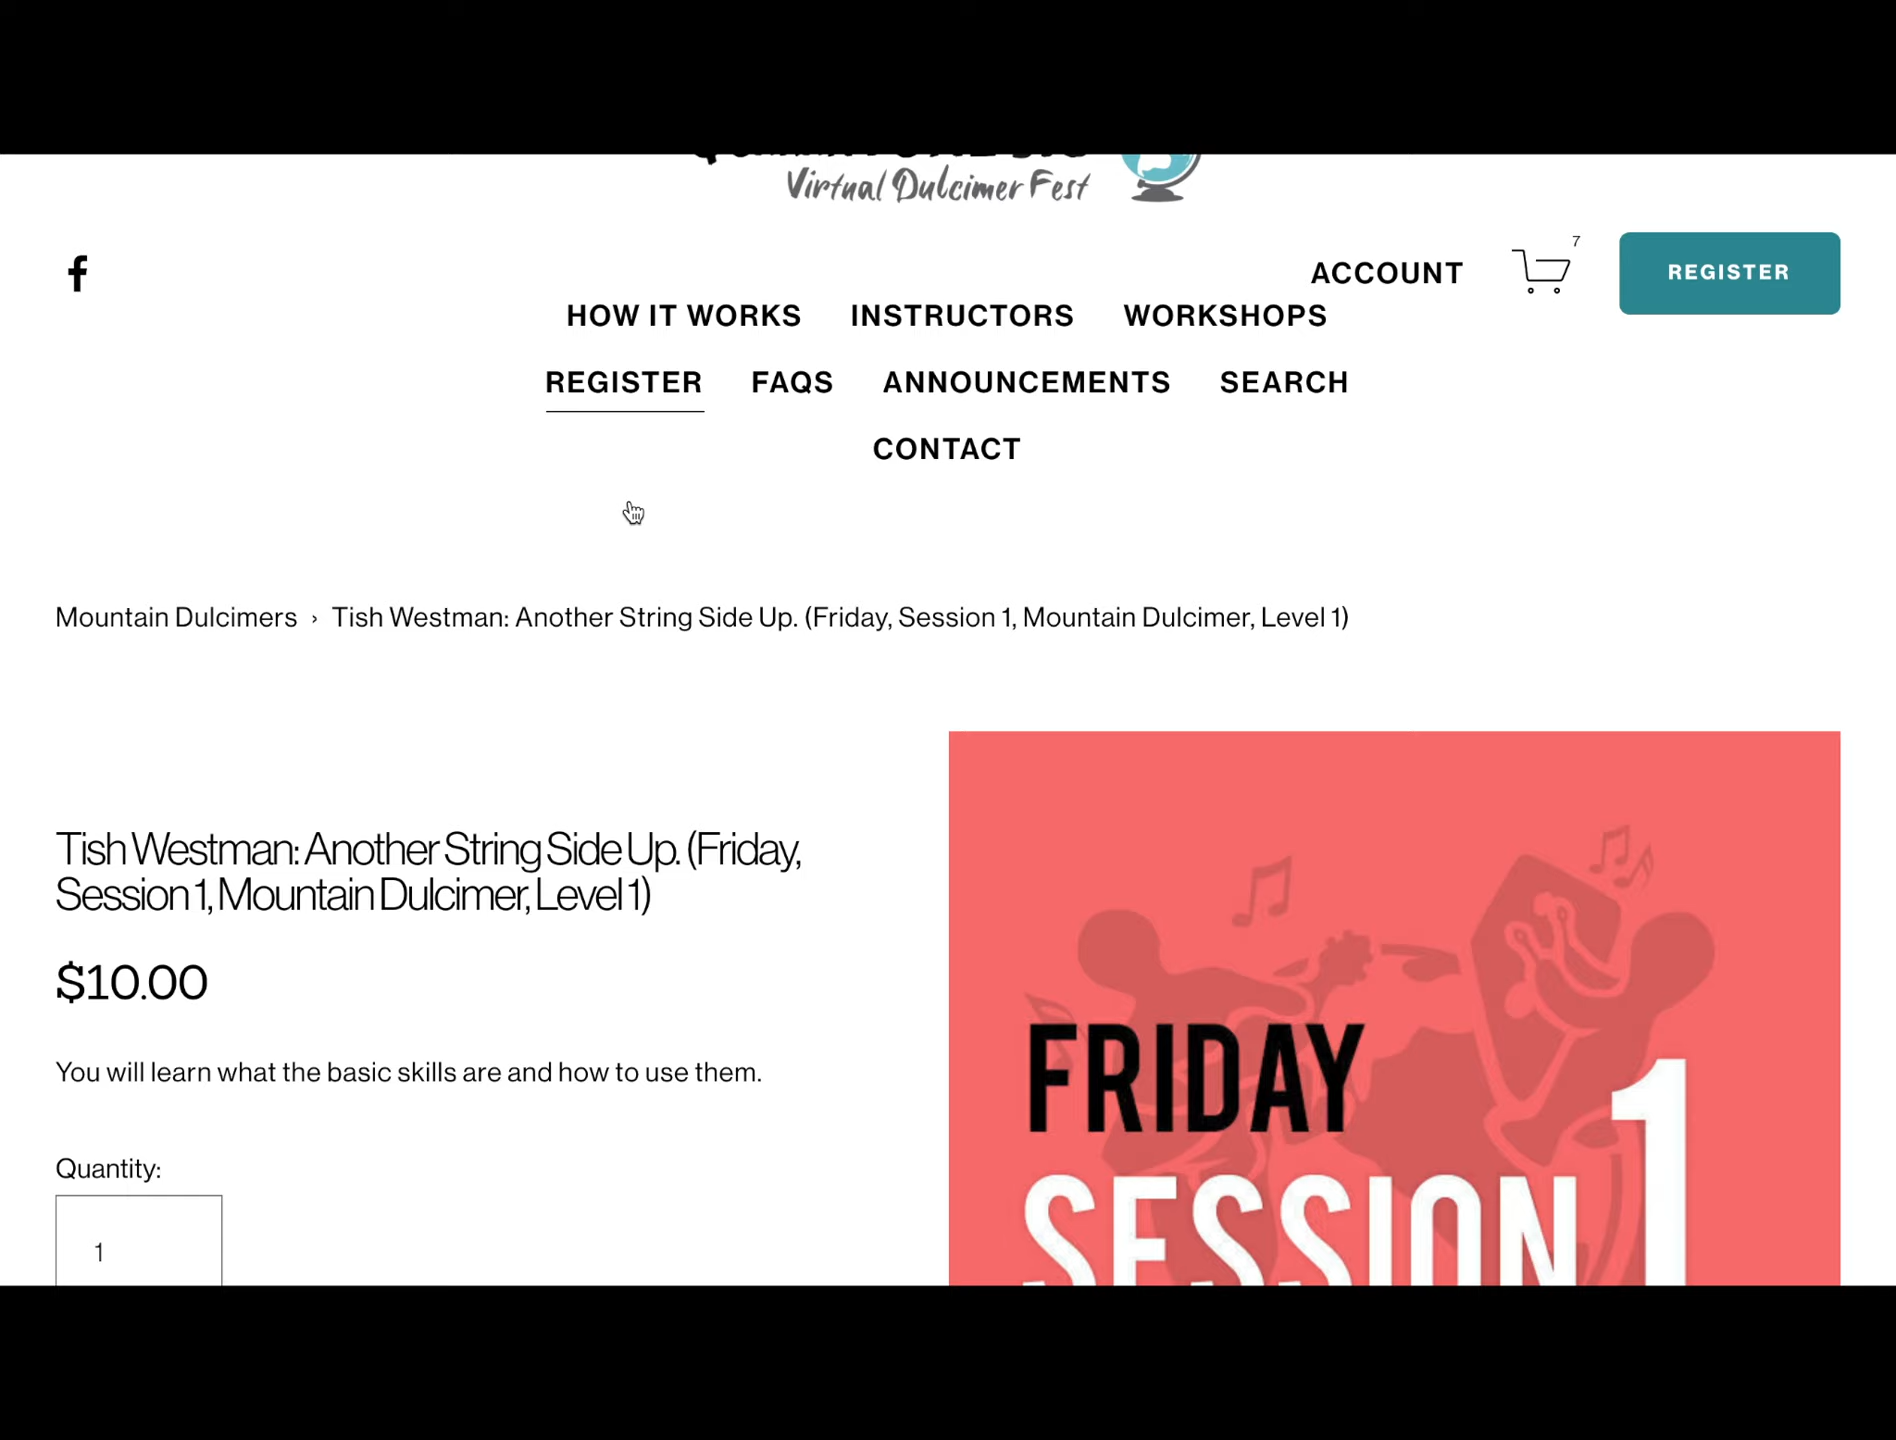 Virtual Dulcimer Fest
ACCOUNT
7
REGISTER
HOW IT WORKS INSTRUCTORS WORKSHOPS
REGISTER FAQS ANNOUNCEMENTS SEARCH
CONTACT
Mountain Dulcimers › Tish Westman: Another String Side Up. (Friday, Session 1, Mountain Dulcimer, Level 1)
Tish Westman: Another String Side Up. (Friday,
Session 1, Mountain Dulcimer, Level 1)
$10.00
You will learn what the basic skills are and how to use them.
Quantity:
1
FRIDAY
SESSION 1